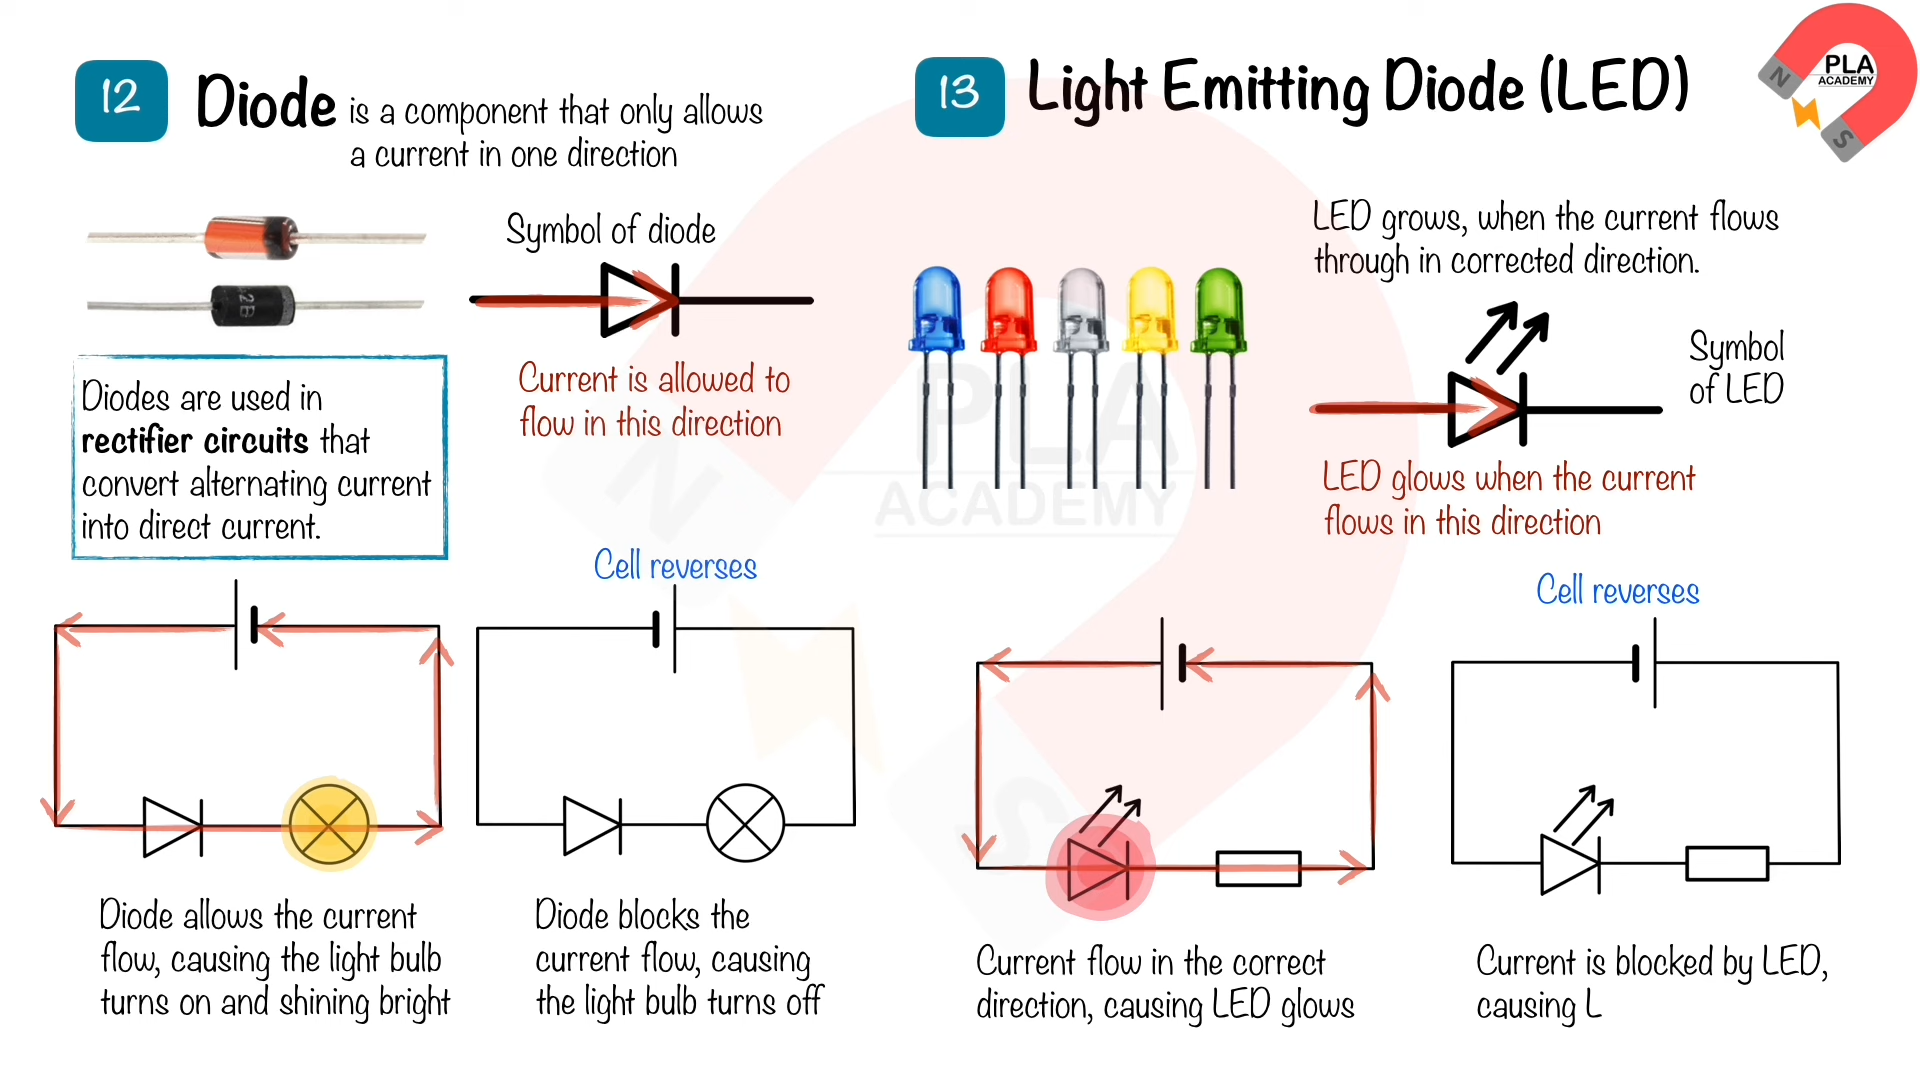 12
Diode is a component that only allows
a current in one direction
Symbol of diode
42B
Current is allowed to
flow in this direction
Diodes are used in
rectifier circuits that
convert alternating current
into direct current.
Cell reverses
Diode allows the current
flow, causing the light bulb
turns on and shining bright
Diode blocks the
current flow, causing
the light bulb turns off
13
Light Emitting Diode (LED)
N
PLA
ACADEMY
S
LED grows, when the current flows
through in corrected direction.
Symbol
of LED
LED glows when the current
flows in this direction
N
PLA
ACADEMY
S
Cell reverses
Current flow in the correct
direction, causing LED glows
Current is blocked by LED,
causing L